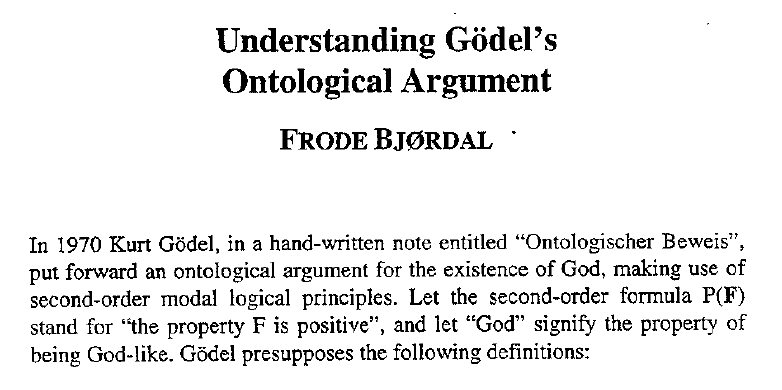 Understanding Gödel's
Ontological Argument
FRODE BJØRDAL
In 1970 Kurt Gödel, in a hand-written note entitled “Ontologischer Beweis”,
put forward an ontological argument for the existence of God, making use of
second-order modal logical principles. Let the second-order formula P(F)
stand for “the property F is positive”, and let “God” signify the property of
being God-like. Gödel presupposes the following definitions: